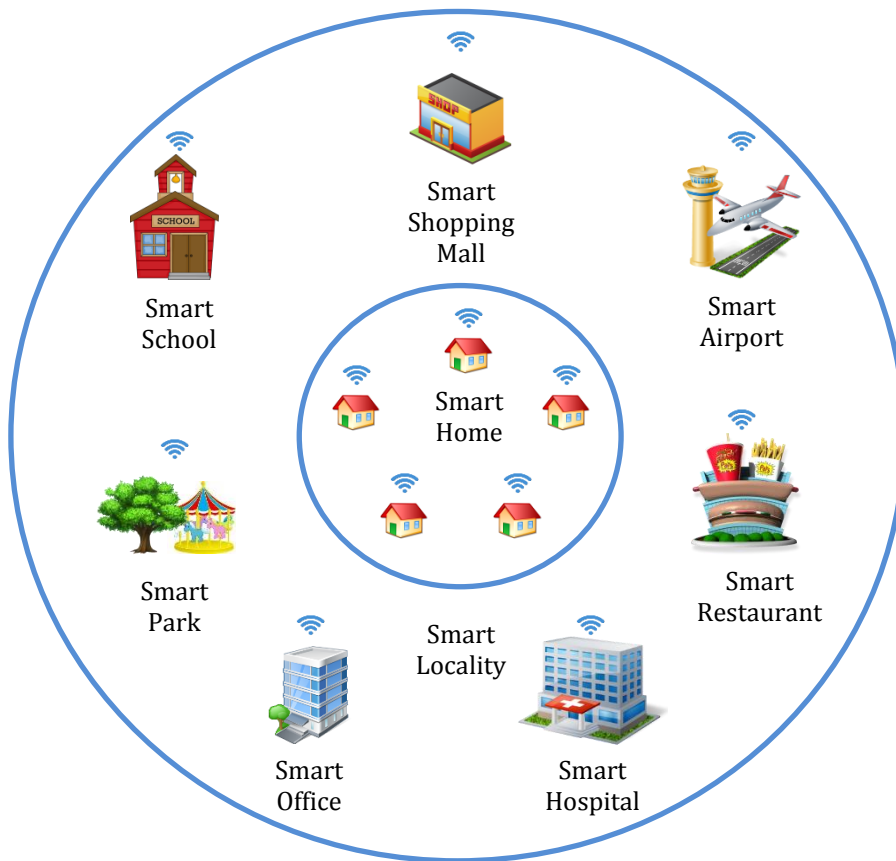 SHOP
Smart
Shopping
Mall
SCHOOL
Smart
School
Smart
Airport
Smart
Home
Smart
Park
Smart
Restaurant
Smart
Locality
Smart
Office
Smart
Hospital